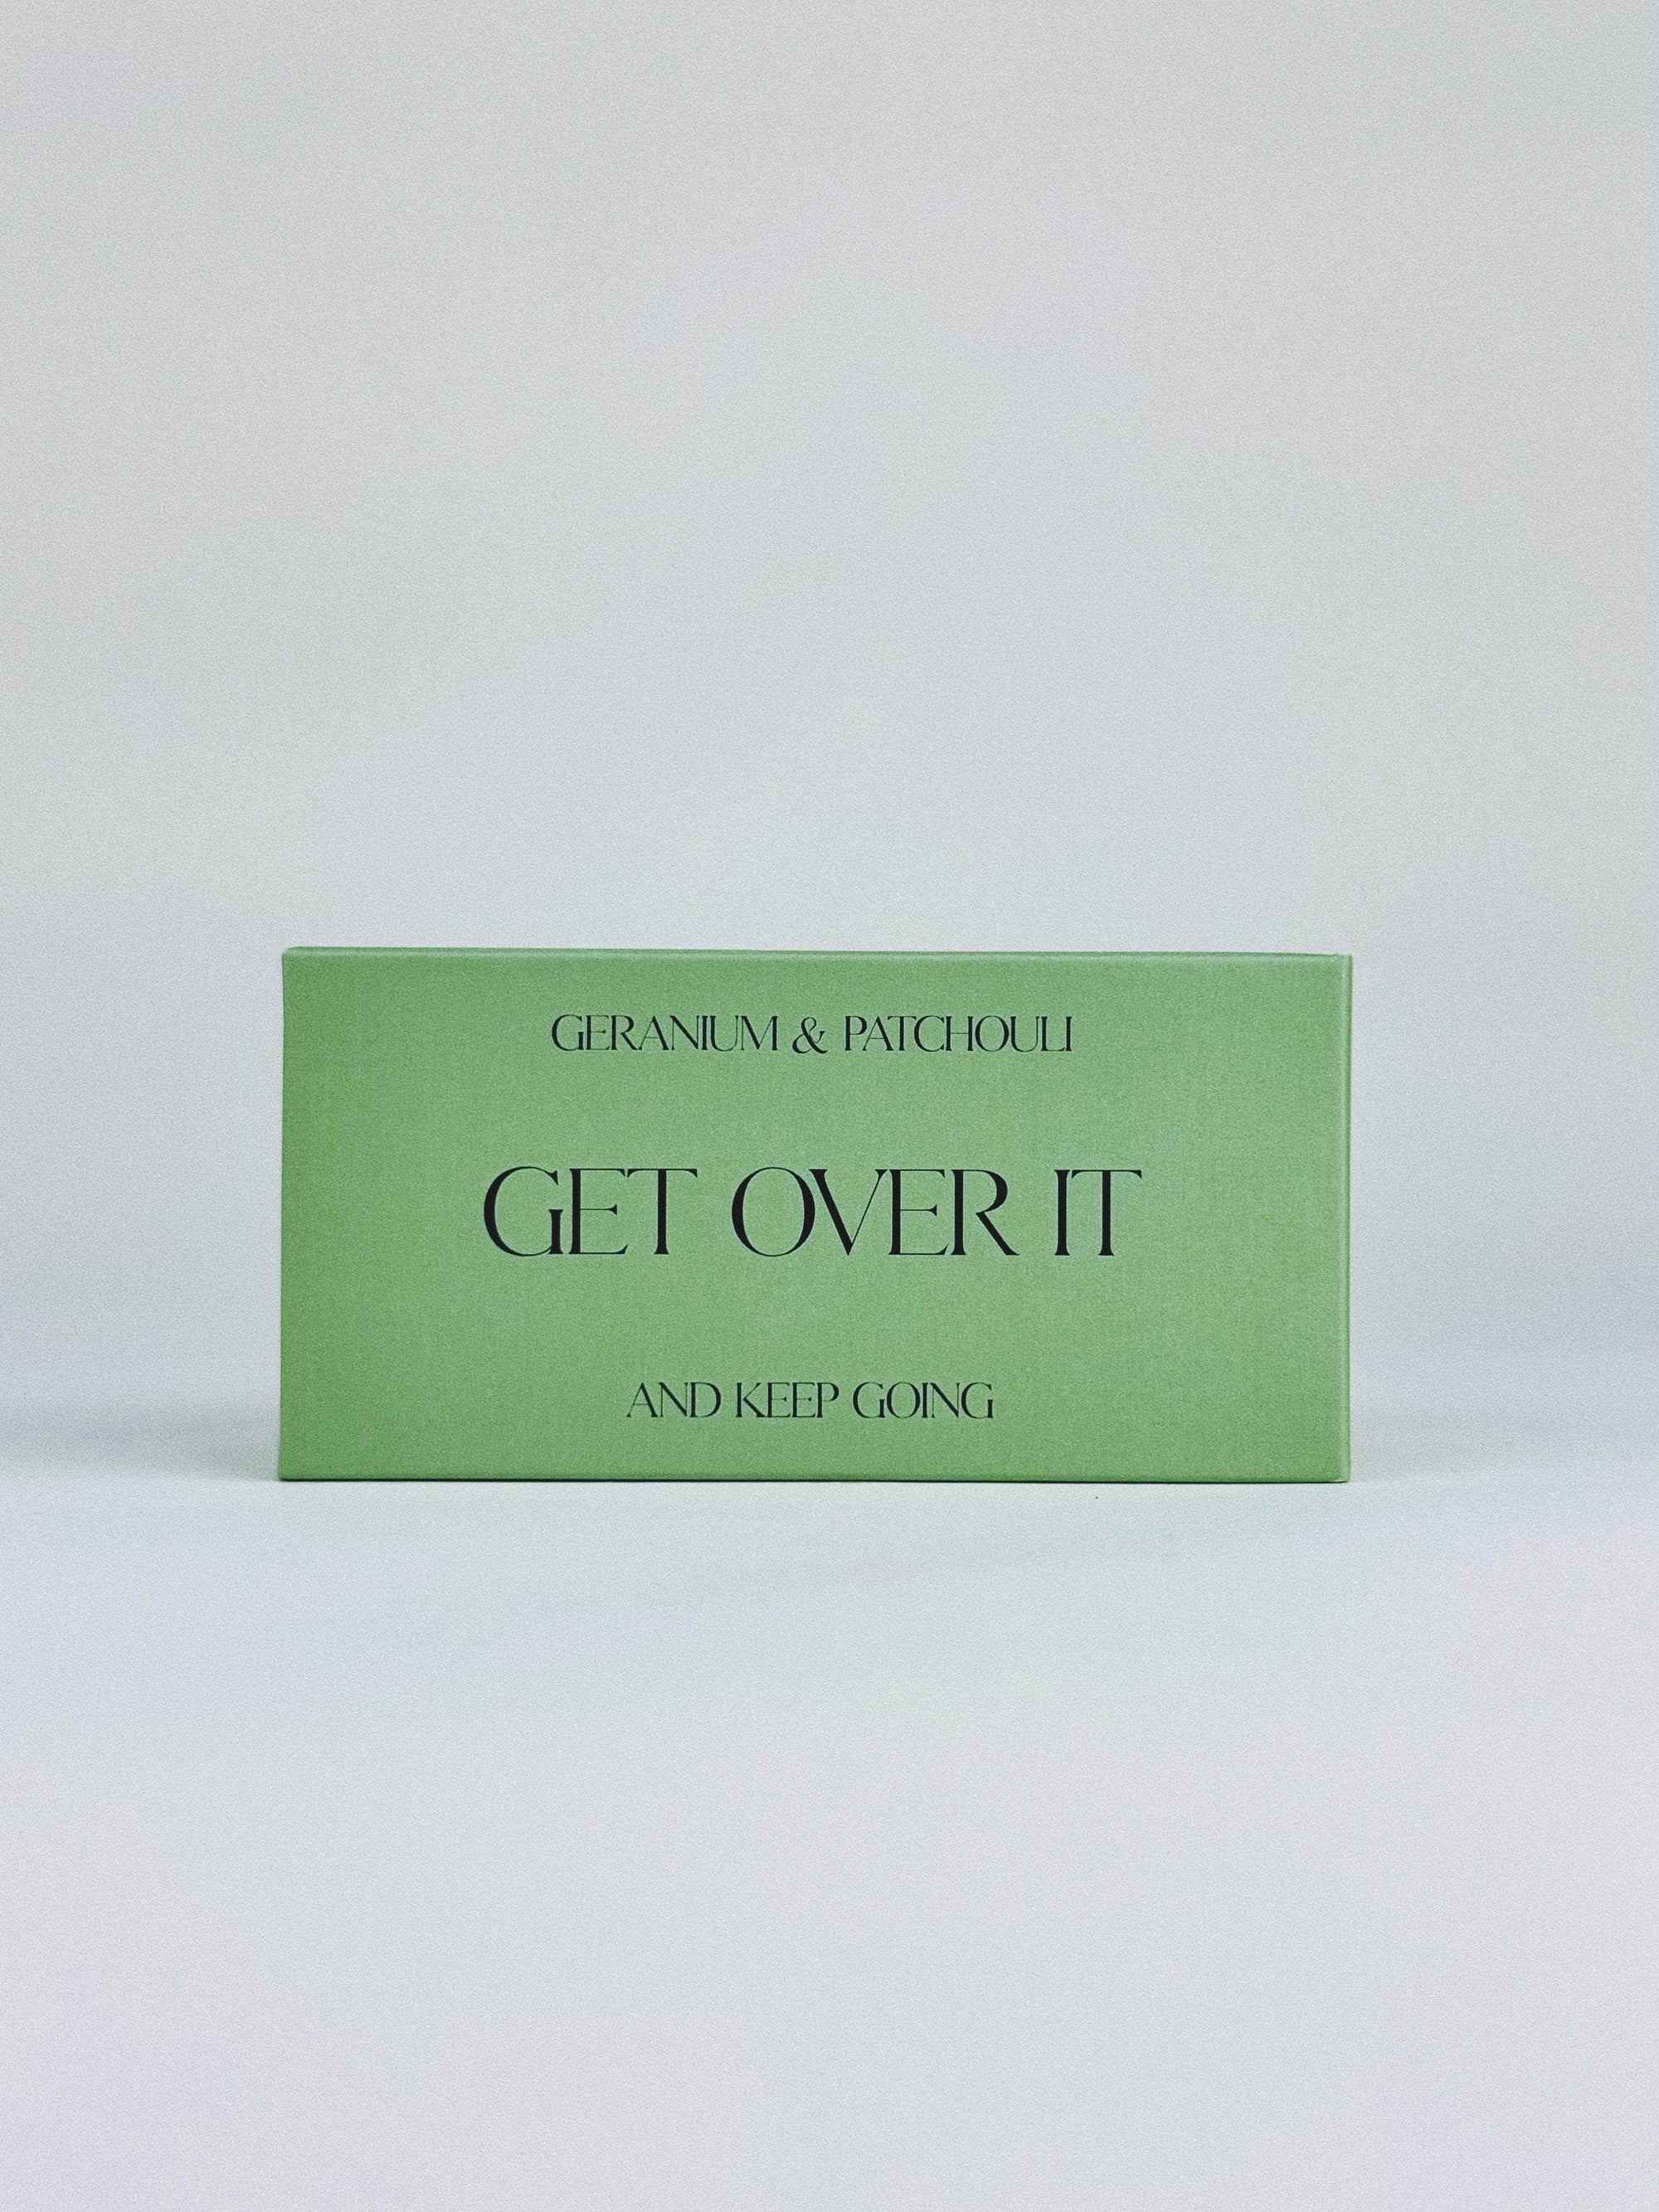 GERANIUM & PATCHOULI
GET OVER IT
AND KEEP GOING